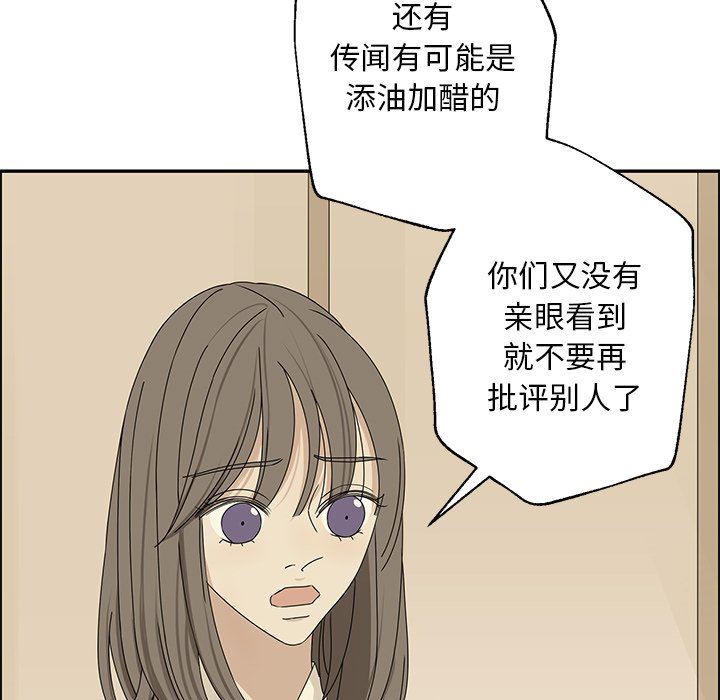 还有
传闻有可能是
添油加醋的
你们又没有
亲眼看到
就不要再
批评别人了